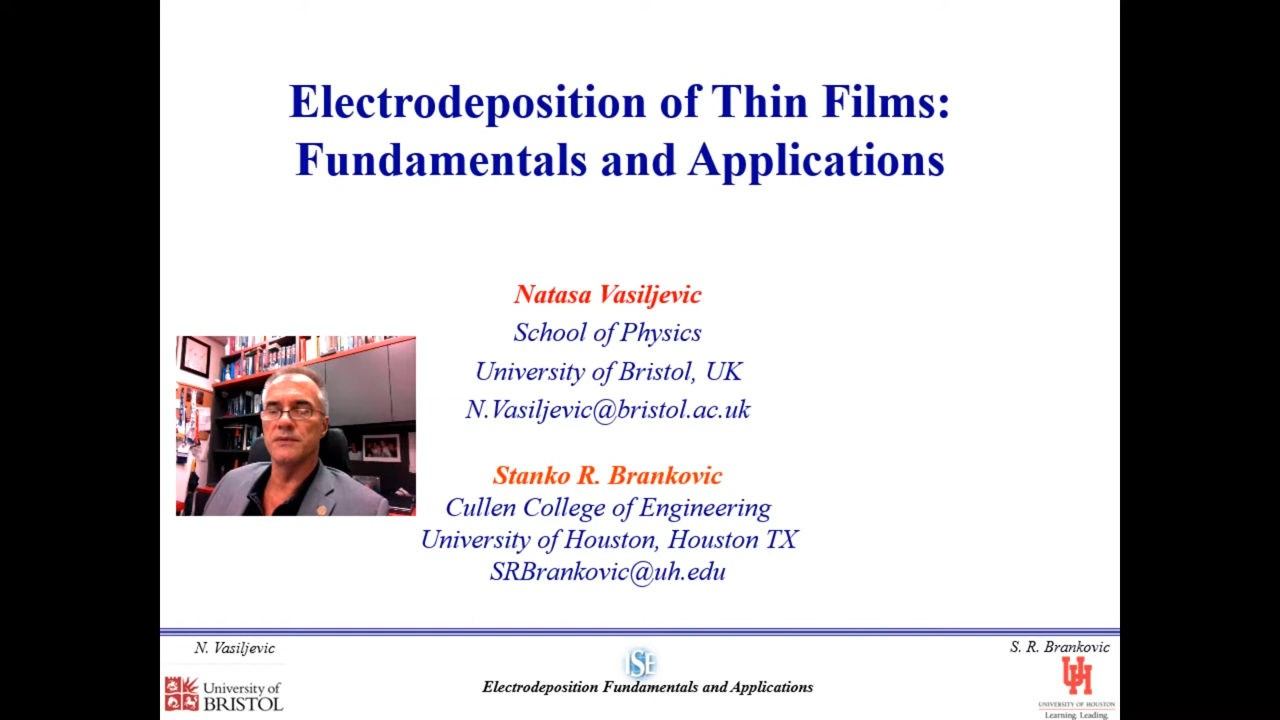 Electrodeposition of Thin Films:
Fundamentals and Applications
Natasa Vasiljevic
School of Physics
University of Bristol, UK
N.Vasiljevic@bristol.ac.uk
Stanko R. Brankovic
Cullen College of Engineering
University of Houston, Houston TX
SRBrankovic@uh.edu
N. Vasiljevic
S. R. Brankovic
ISE
Electrodeposition Fundamentals and Applications
University of
BRISTOL
UH
UNIVERSITY OF HOUSTON
Learning. Leading.